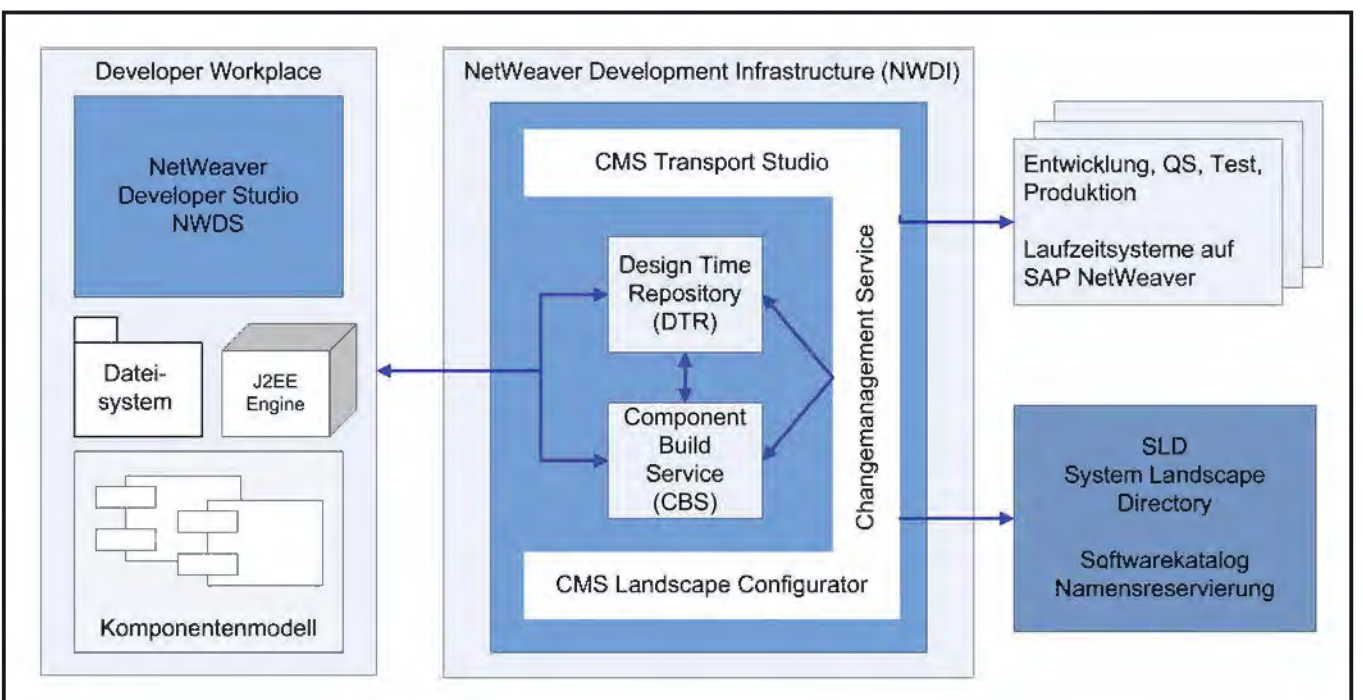 Developer Workplace
NetWeaver
Developer Studio
NWDS
Datei-
system
J2EE
Engine
Komponentenmodell
NetWeaver Development Infrastructure (NWDI)
CMS Transport Studio
Design Time
Repository
(DTR)
Component
Build
Service
(CBS)
Changemanagement Service
CMS Landscape Configurator
Entwicklung, QS, Test,
Produktion
Laufzeitsysteme auf
SAP NetWeaver
SLD
System Landscape
Directory
Softwarekatalog
Namensreservierung